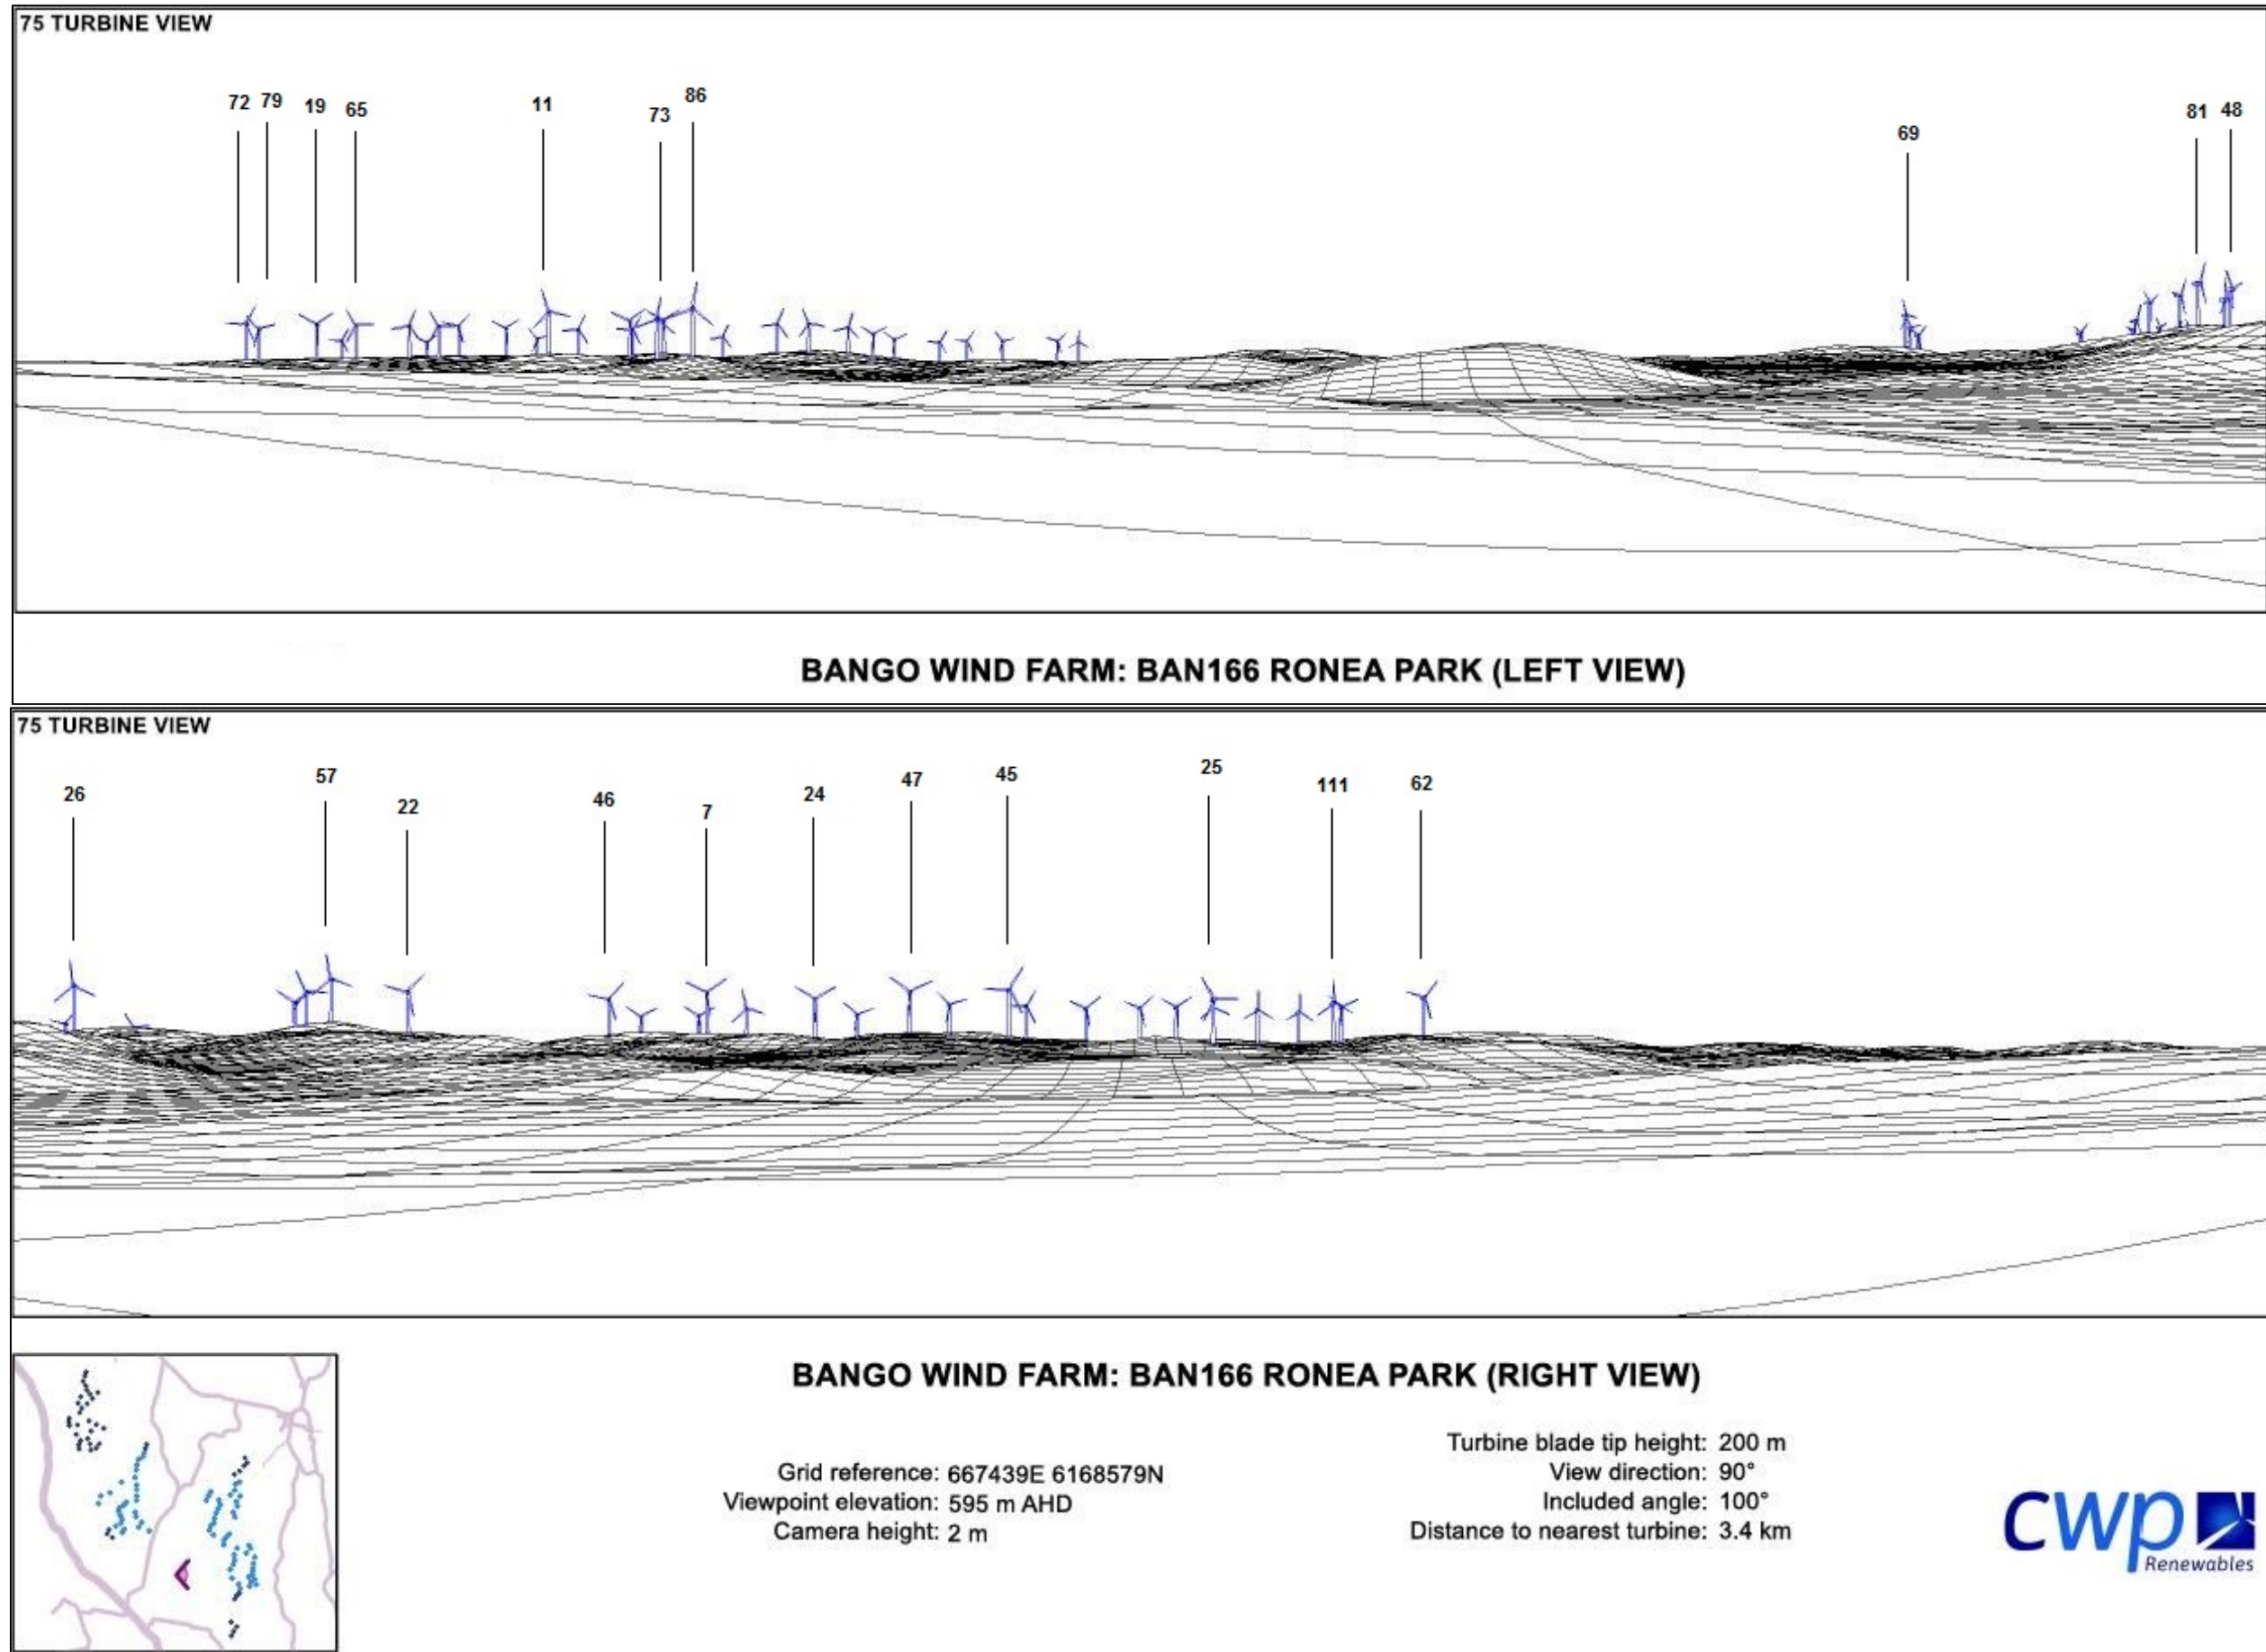 75 TURBINE VIEW
72 79 19 65 11 73 86 69 81 48
BANGO WIND FARM: BAN166 RONEA PARK (LEFT VIEW)
75 TURBINE VIEW
26 57 22 46 7 24 47 45 25 111 62
BANGO WIND FARM: BAN166 RONEA PARK (RIGHT VIEW)
Grid reference: 667439E 6168579N
Viewpoint elevation: 595 m AHD
Camera height: 2 m
Turbine blade tip height: 200 m
View direction: 90°
Included angle: 100°
Distance to nearest turbine: 3.4 km
cwp
Renewables